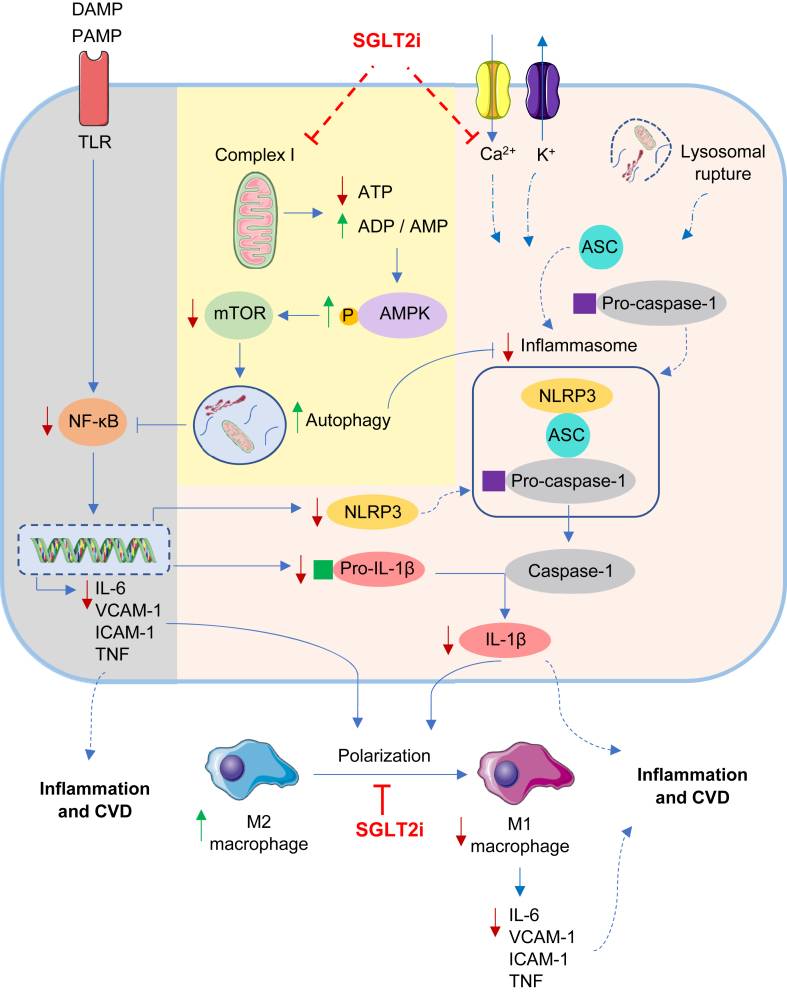 DAMP
PAMP
SGLT2i
TLR
Complex I
Ca²⁺
K⁺
Lysosomal
rupture
ATP
ADP / AMP
ASC
Pro-caspase-1
mTOR
P
AMPK
Inflammasome
NLRP3
ASC
Pro-caspase-1
NF-κB
Autophagy
NLRP3
Pro-IL-1β
Caspase-1
IL-6
VCAM-1
ICAM-1
TNF
IL-1β
Polarization
Inflammation
and CVD
Inflammation
and CVD
SGLT2i
M2
macrophage
M1
macrophage
IL-6
VCAM-1
ICAM-1
TNF